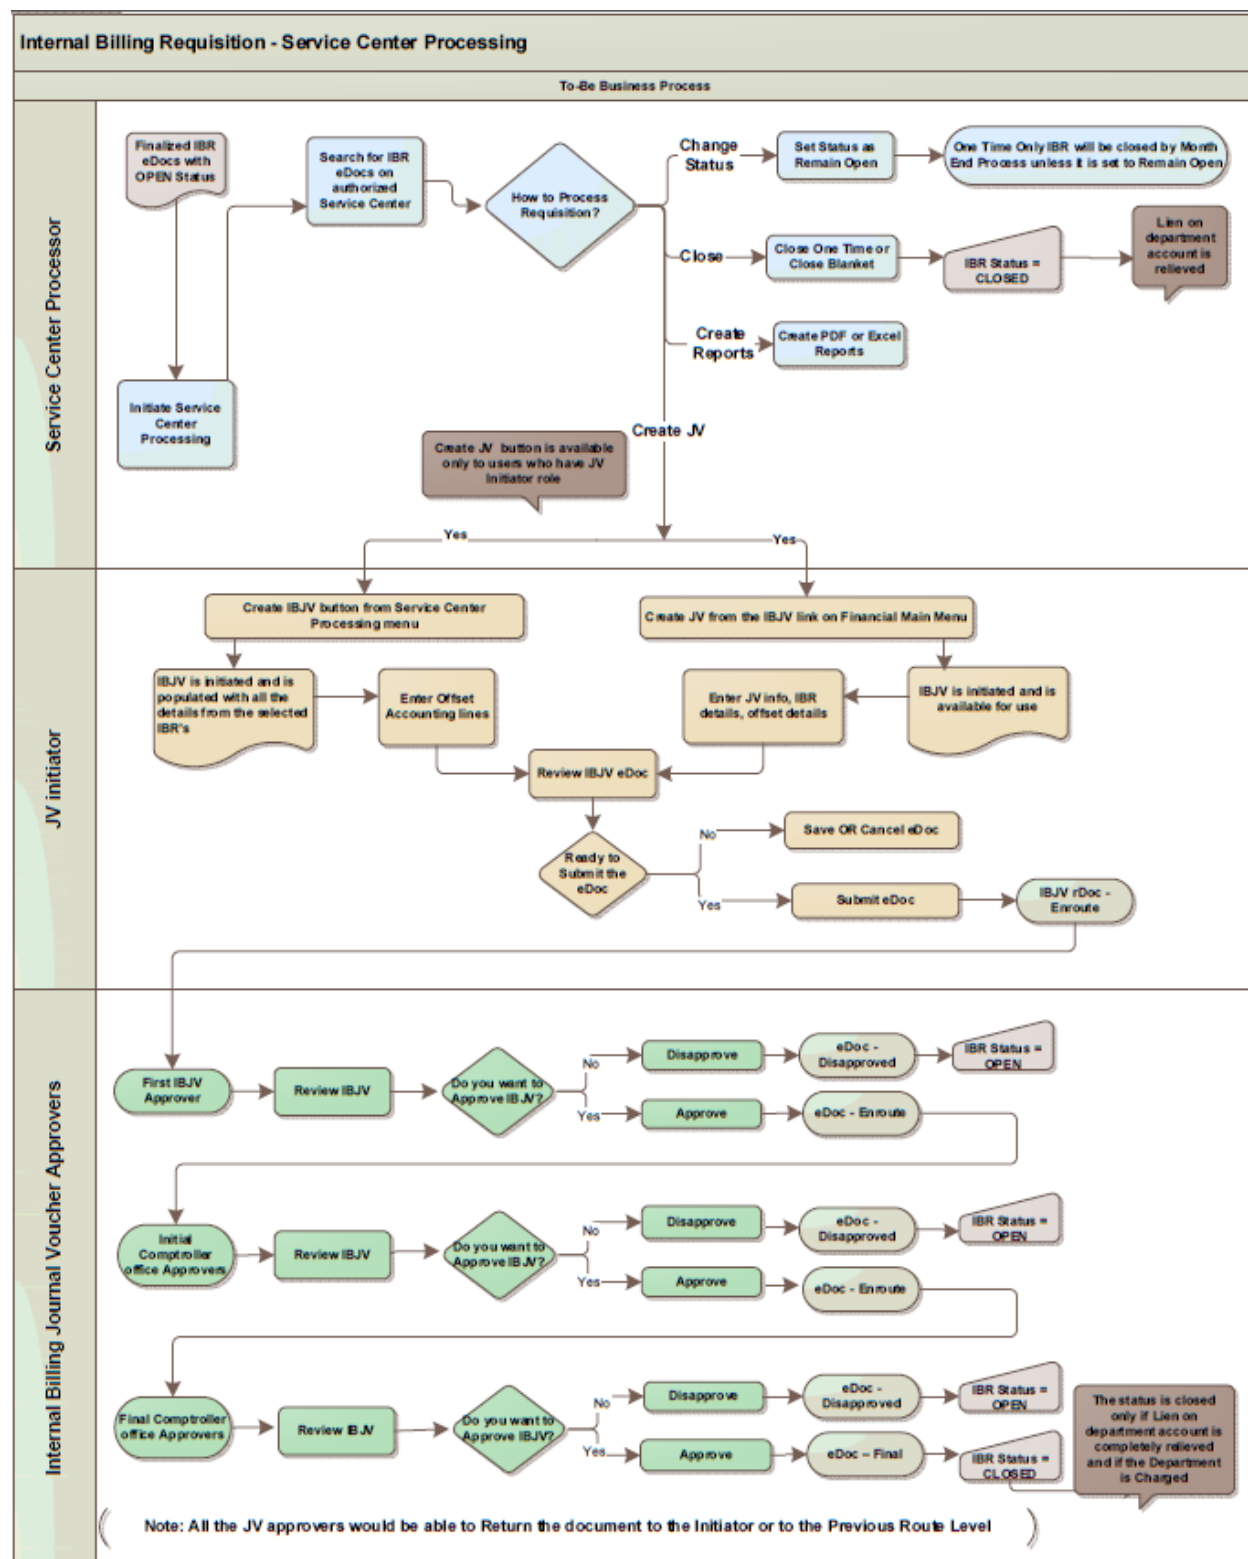 Internal Billing Requisition - Service Center Processing
To-Be Business Process
Service Center Processor
Finalized IBR
eDocs with
OPEN Status
Search for IBR
eDocs on
authorized
Service Center
How to Process
Requisition?
Change
Status
Set Status as
Remain Open
One Time Only IBR will be closed by Month
End Process unless it is set to Remain Open
Close
Close One Time or
Close Blanket
IBR Status =
CLOSED
Lien on
department
account is
relieved
Create
Reports
Create PDF or Excel
Reports
Initiate Service
Center
Processing
Create JV
Create JV button is available
only to users who have JV
Initiator role
Yes
Yes
JV initiator
Create IBJV button from Service Center
Processing menu
Create JV from the IBJV link on Financial Main Menu
IBJV is initiated and is
populated with all the
details from the selected
IBR's
Enter Offset
Accounting lines
Enter JV info, IBR
details, offset details
IBJV is initiated and is
available for use
Review IBJV eDoc
Ready to
Submit the
eDoc
No
Save OR Cancel eDoc
Yes
Submit eDoc
IBJV rDoc -
Enroute
Internal Billing Journal Voucher Approvers
First IBJV
Approver
Review IBJV
Do you want to
Approve IBJV?
No
Disapprove
eDoc -
Disapproved
IBR Status =
OPEN
Yes
Approve
eDoc - Enroute
Initial
Comptroller
office Approvers
Review IBJV
Do you want to
Approve IBJV?
No
Disapprove
eDoc -
Disapproved
IBR Status =
OPEN
Yes
Approve
eDoc - Enroute
Final Comptroller
office Approvers
Review IBJV
Do you want to
Approve IBJV?
No
Disapprove
eDoc -
Disapproved
IBR Status =
OPEN
Yes
Approve
eDoc – Final
IBR Status =
CLOSED
The status is closed
only if Lien on
department account is
completely relieved
and if the Department
is Charged
Note: All the JV approvers would be able to Return the document to the Initiator or to the Previous Route Level